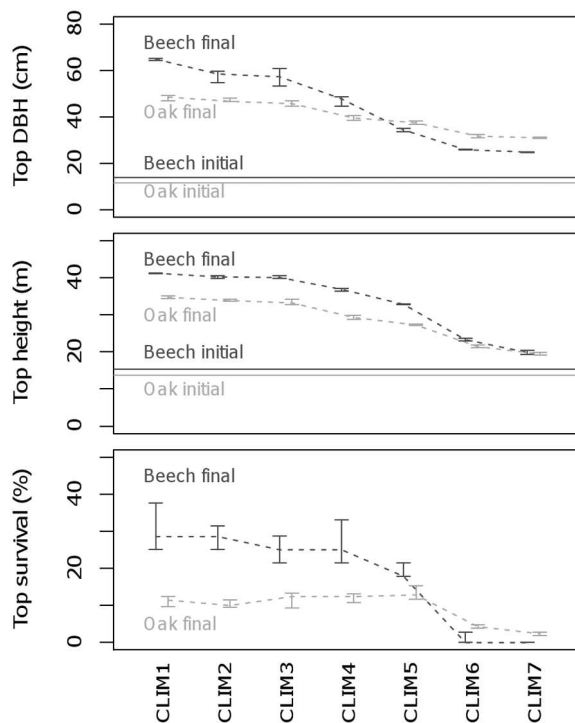 Top DBH (cm)
80
60
40
20
0
Beech final
Oak final
Beech initial
Oak initial
Top height (m)
40
20
0
Beech final
Oak final
Beech initial
Oak initial
Top survival (%)
40
20
0
Beech final
Oak final
CLIM1
CLIM2
CLIM3
CLIM4
CLIM5
CLIM6
CLIM7